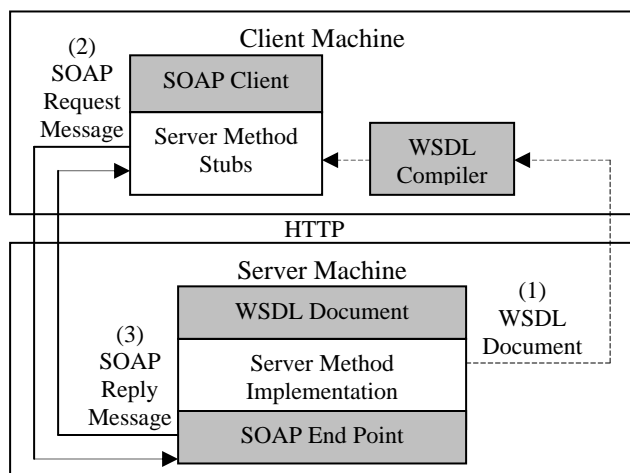 Client Machine
(2)
SOAP
Request
Message
SOAP Client
Server Method
Stubs
WSDL
Compiler
HTTP
Server Machine
WSDL Document
Server Method
Implementation
SOAP End Point
(1)
WSDL
Document
(3)
SOAP
Reply
Message